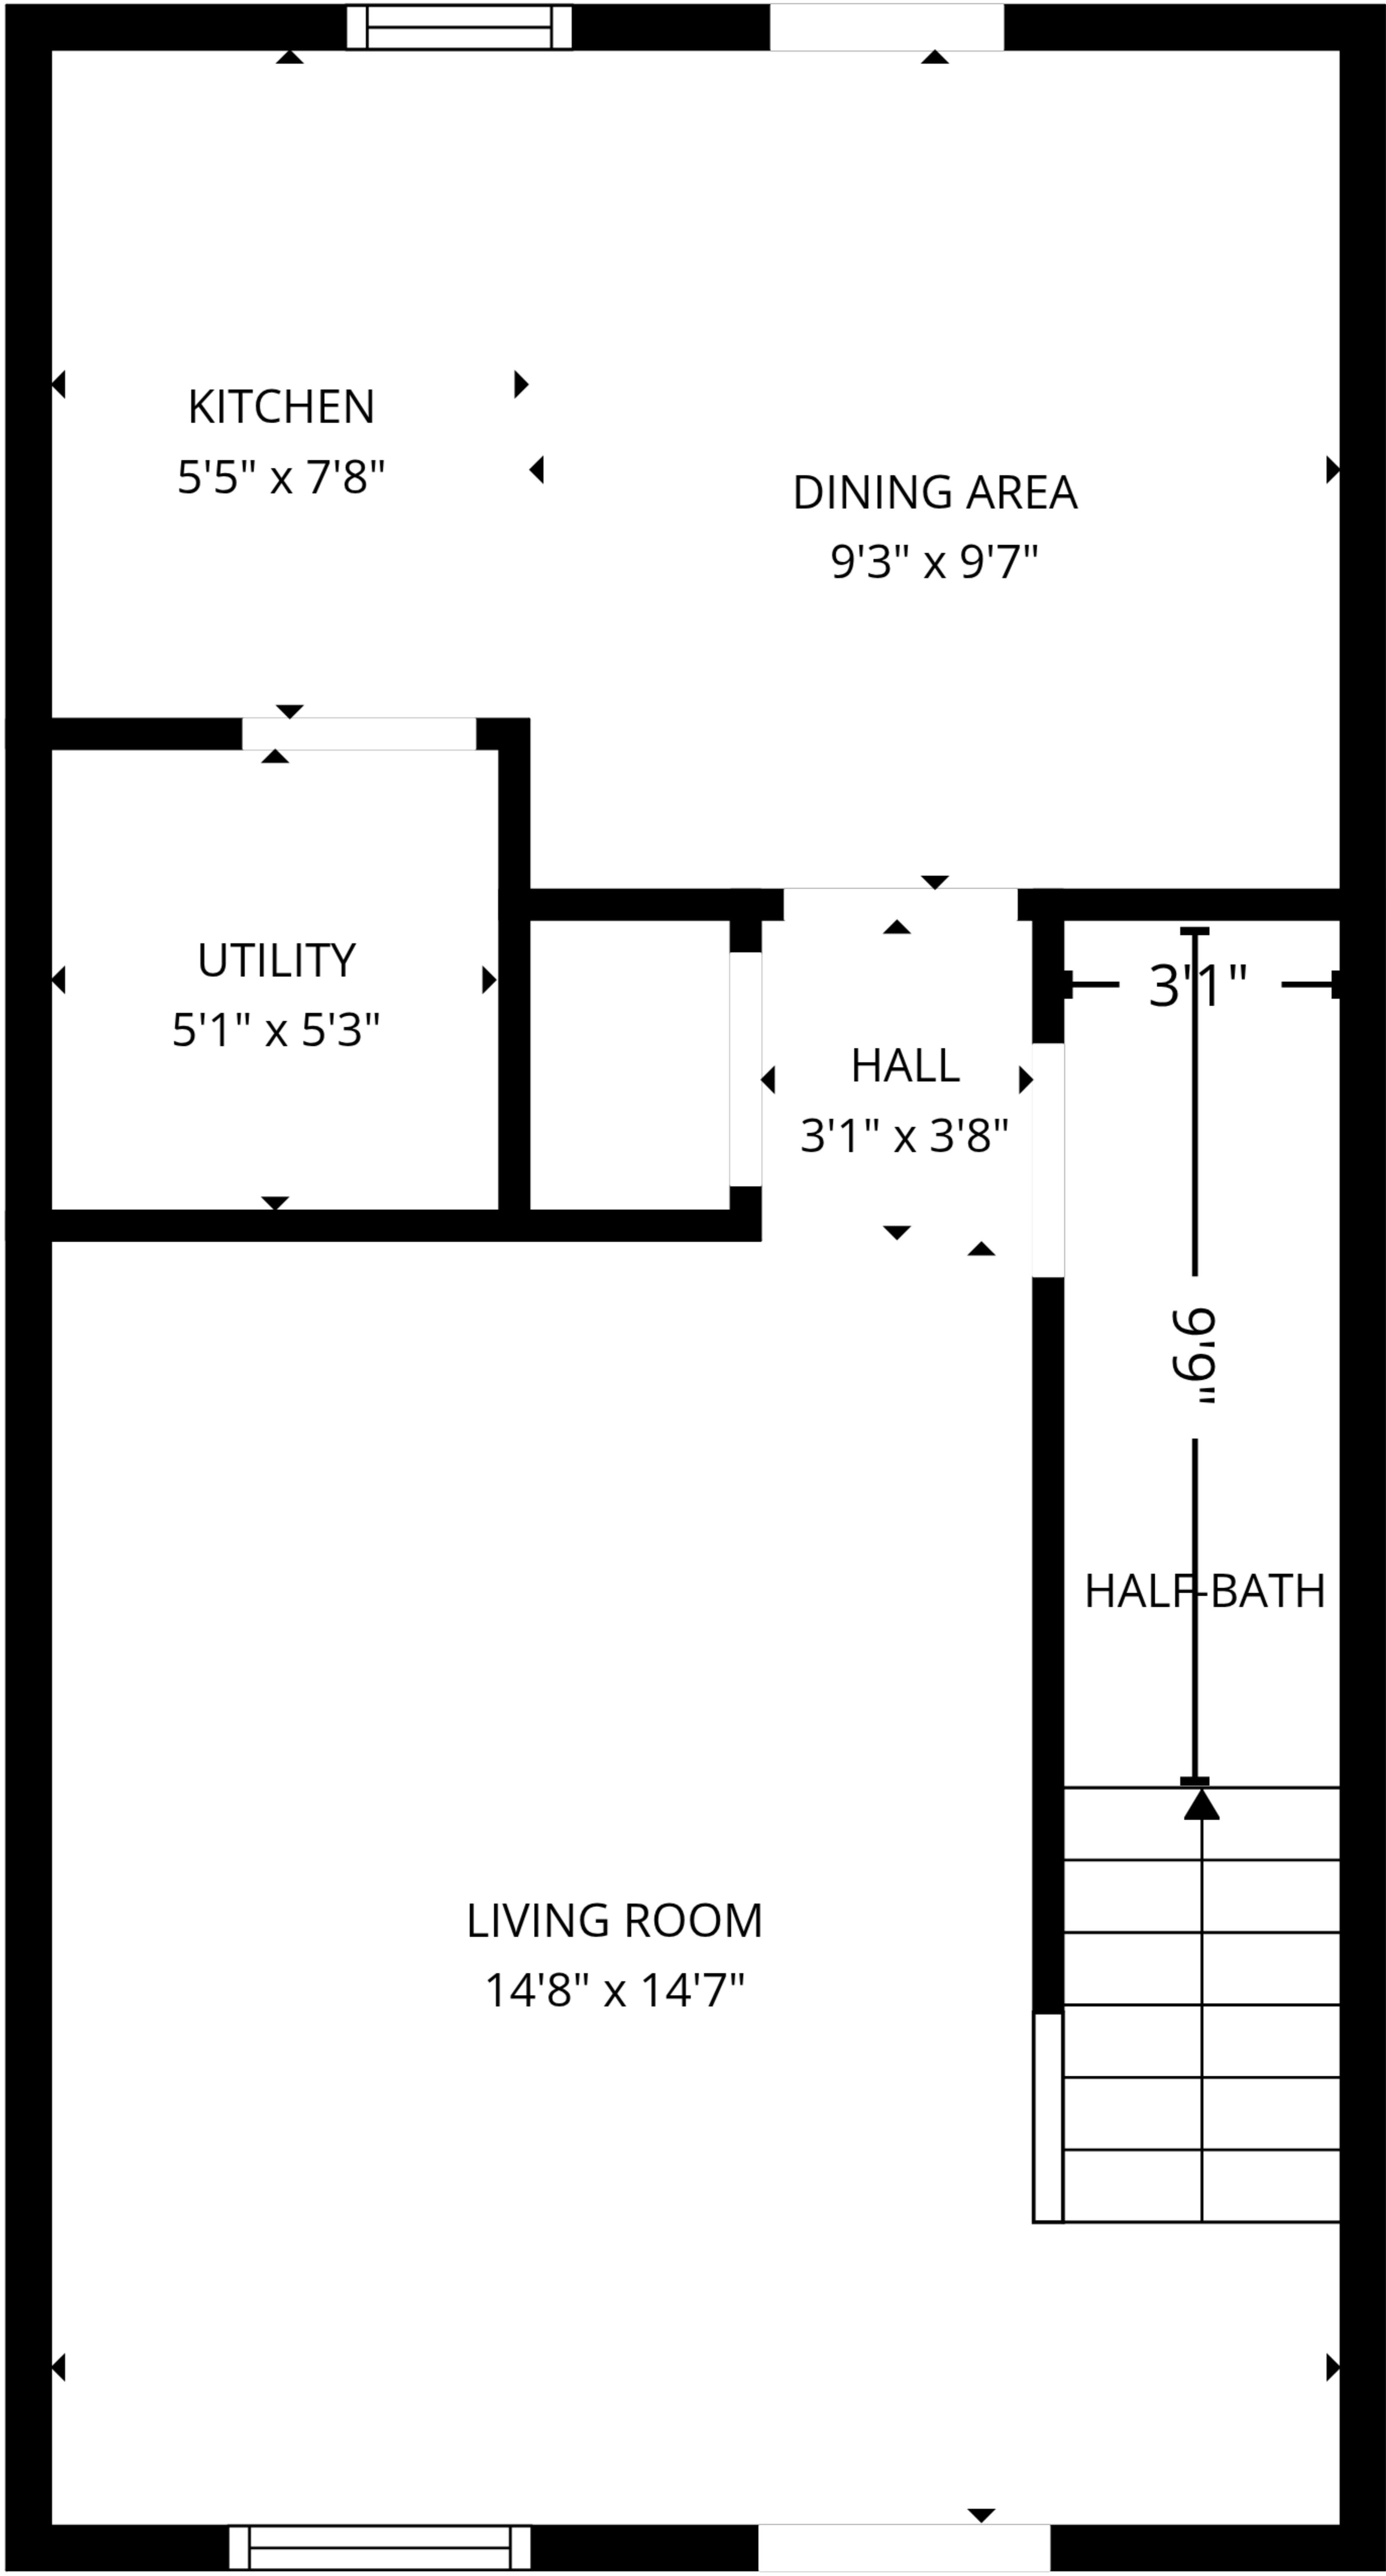 KITCHEN
5'5" x 7'8"
DINING AREA
9'3" x 9'7"
UTILITY
5'1" x 5'3"
HALL
3'1" x 3'8"
3'1"
9'9"
HALF-BATH
LIVING ROOM
14'8" x 14'7"